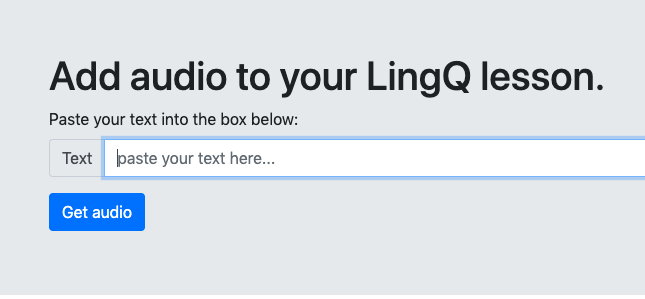 Add audio to your LingQ lesson.
Paste your text into the box below:
Text paste your text here...
Get audio